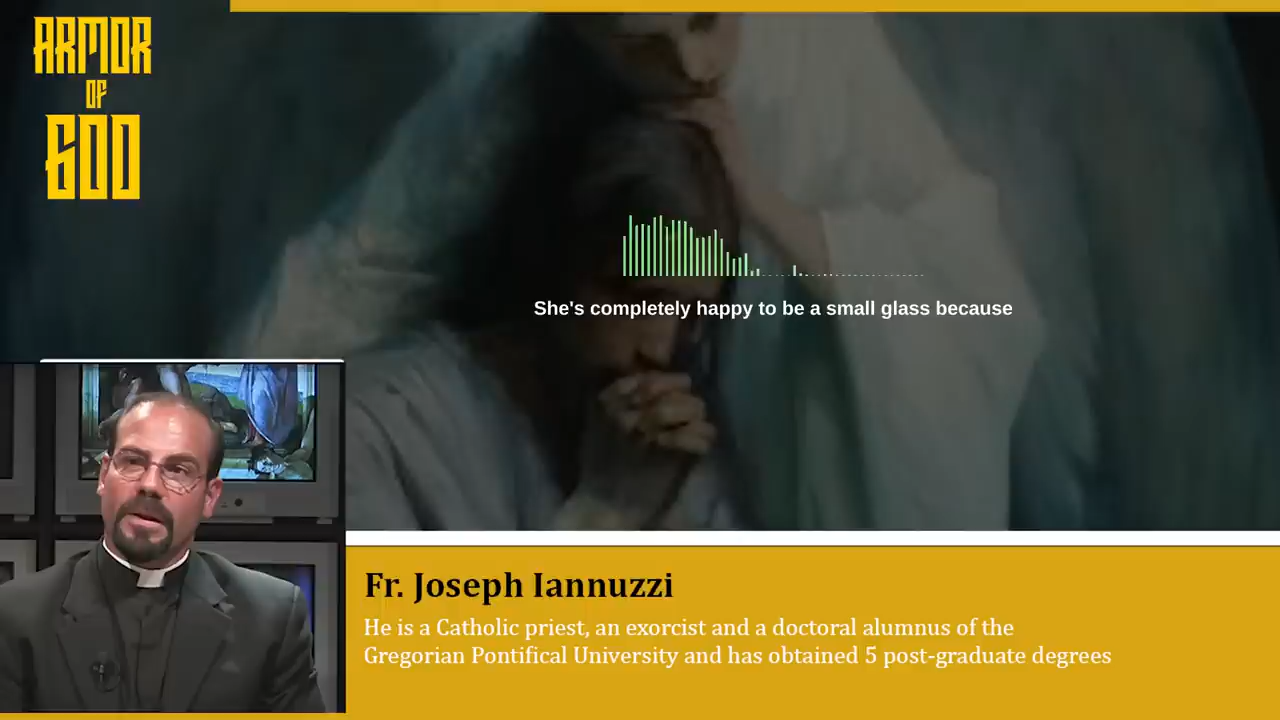 ARMOR
OF
GOD
She's completely happy to be a small glass because
Fr. Joseph Iannuzzi
He is a Catholic priest, an exorcist and a doctoral alumnus of the
Gregorian Pontifical University and has obtained 5 post-graduate degrees